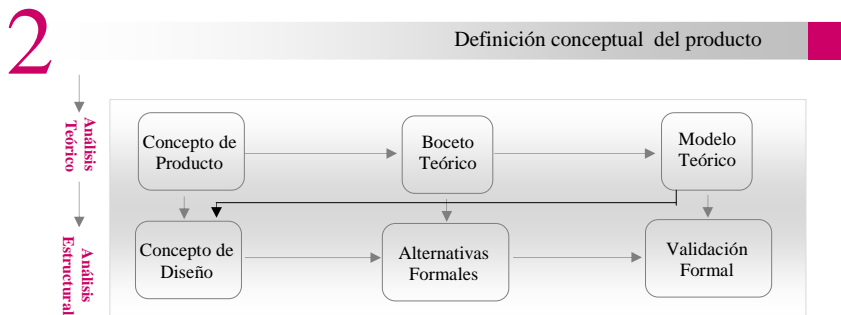 2
Definición conceptual del producto
Análisis
Teórico
Concepto de
Producto
Boceto
Teórico
Modelo
Teórico
Análisis
Estructural
Concepto de
Diseño
Alternativas
Formales
Validación
Formal